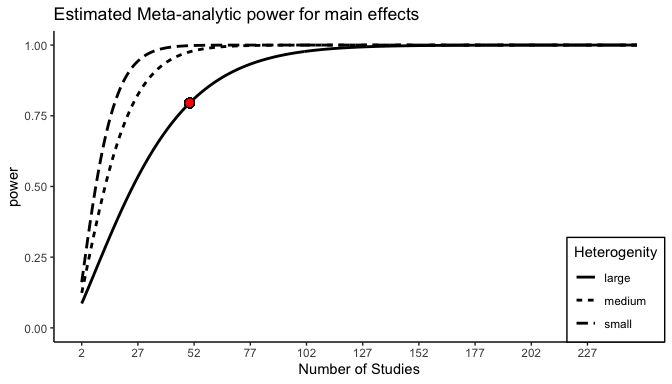 Estimated Meta-analytic power for main effects
1.00
0.75
0.50
0.25
0.00
power
2 27 52 77 102 127 152 177 202 227
Number of Studies
Heterogenity
large
medium
small